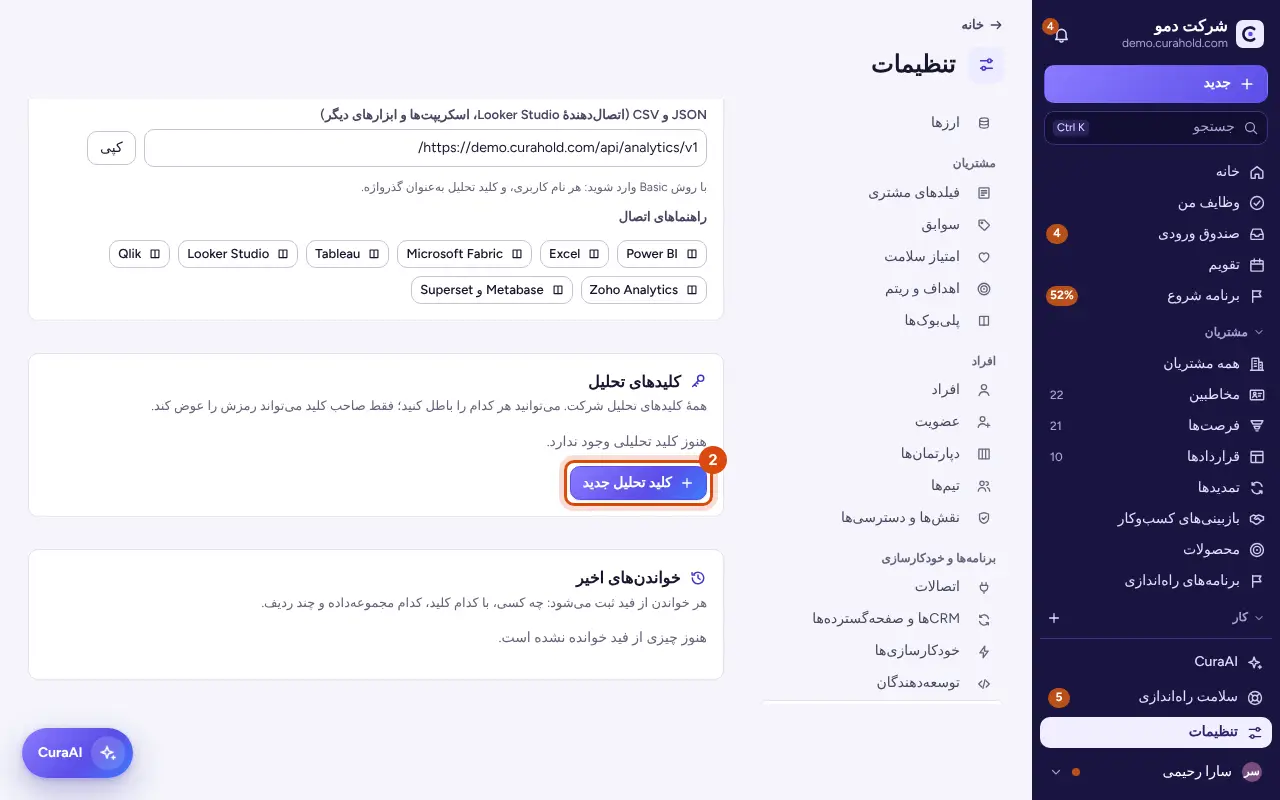 شرکت دمو
demo.curahold.com
4
جدید
جستجو
Ctrl K
خانه
وظایف من
صندوق ورودی
4
تقویم
برنامه شروع
52%
مشتریان
همه مشتریان
مخاطبین
22
فرصت‌ها
21
قراردادها
10
تمدیدها
بازبینی‌های کسب‌وکار
محصولات
برنامه‌های راه‌اندازی
کار
CuraAI
سلامت راه‌اندازی
5
تنظیمات
سر
سارا رحیمی
خانه
تنظیمات
ارزها
مشتریان
فیلدهای مشتری
سوابق
امتیاز سلامت
اهداف و ریتم
پلی‌بوک‌ها
افراد
افراد
عضویت
دپارتمان‌ها
تیم‌ها
نقش‌ها و دسترسی‌ها
برنامه‌ها و خودکارسازی
اتصالات
CRMها و صفحه‌گسترده‌ها
خودکارسازی‌ها
توسعه‌دهندگان
JSON و CSV (اتصال‌دهندهٔ Looker Studio، اسکریپت‌ها و ابزارهای دیگر)
https://demo.curahold.com/api/analytics/v1/
کپی
با روش Basic وارد شوید: هر نام کاربری، و کلید تحلیل به‌عنوان گذرواژه.
راهنماهای اتصال
Power BI
Excel
Microsoft Fabric
Tableau
Looker Studio
Qlik
Zoho Analytics
Metabase و Superset
کلیدهای تحلیل
همهٔ کلیدهای تحلیل شرکت. می‌توانید هر کدام را باطل کنید؛ فقط صاحب کلید می‌تواند رمزش را عوض کند.
هنوز کلید تحلیلی وجود ندارد.
2
کلید تحلیل جدید
خواندن‌های اخیر
هر خواندن از فید ثبت می‌شود: چه کسی، با کدام کلید، کدام مجموعه‌داده و چند ردیف.
هنوز چیزی از فید خوانده نشده است.
CuraAI